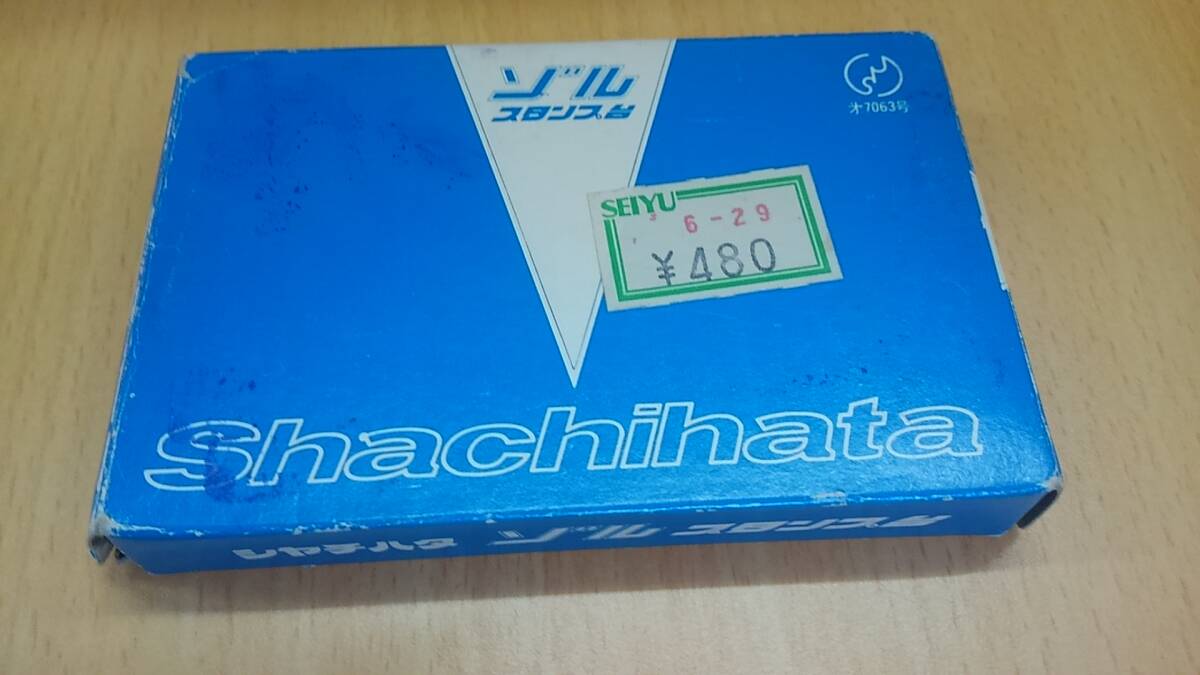 ゾル
スタンプ台
オ7063号
SEIYU
6-29
¥480
Shachihata
シヤチハタ ゾル スタンプ台